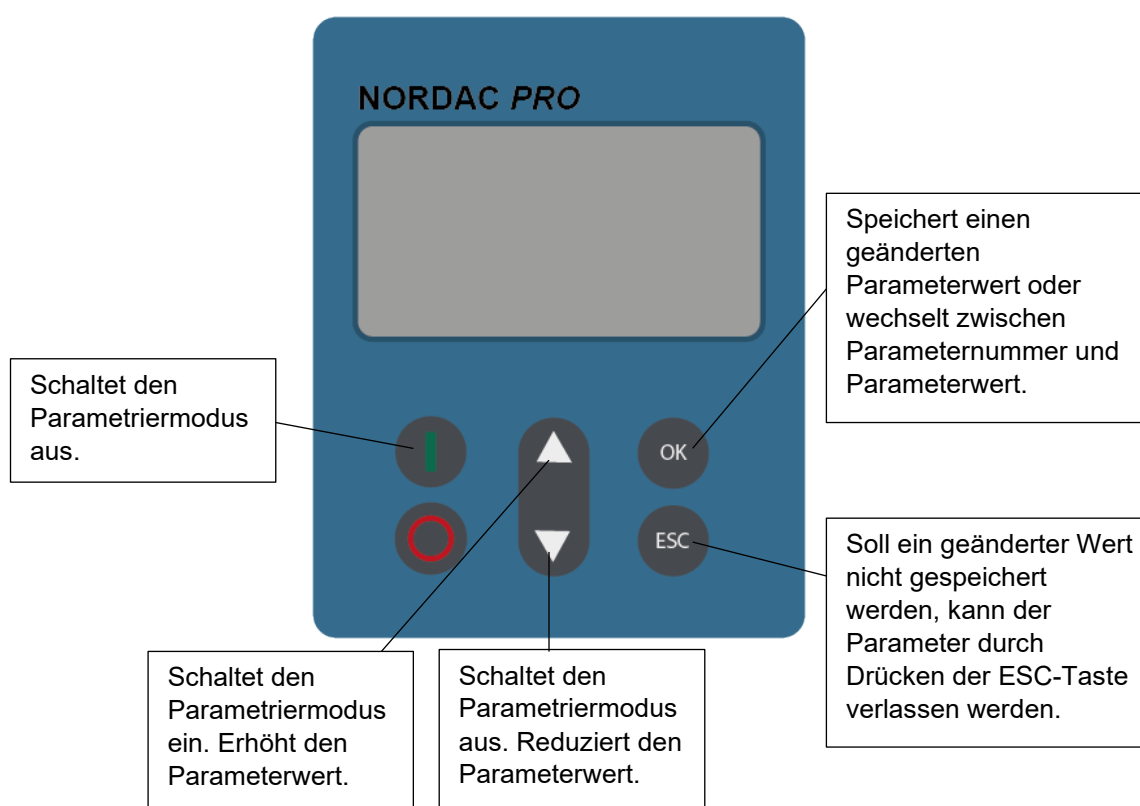 NORDAC PRO
Speichert einen
geänderten
Parameterwert oder
wechselt zwischen
Parameternummer und
Parameterwert.
Schaltet den
Parametriermodus
aus.
OK
ESC
Soll ein geänderter Wert
nicht gespeichert
werden, kann der
Parameter durch
Drücken der ESC-Taste
verlassen werden.
Schaltet den
Parametriermodus
ein. Erhöht den
Parameterwert.
Schaltet den
Parametriermodus
aus. Reduziert den
Parameterwert.